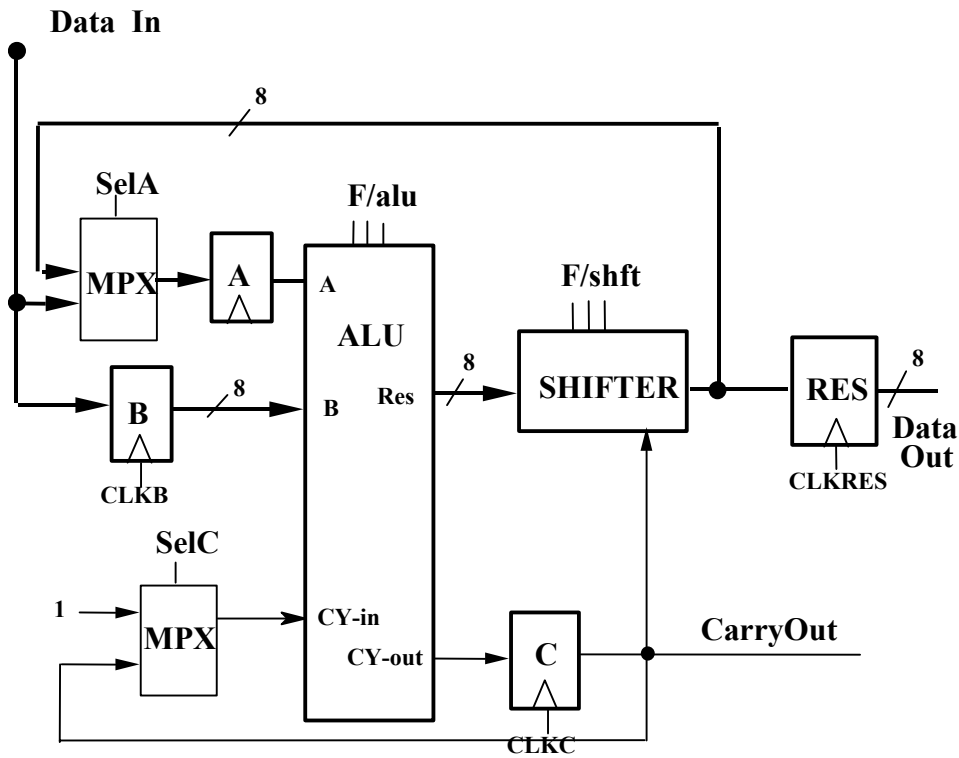 Data In
8
SelA
F/alu
MPX
A
A
F/shft
ALU
8
B
8
B
Res
SHIFTER
RES
8
Data
Out
CLKB
CLKRES
SelC
1
MPX
CY-in
CY-out
C
CarryOut
CLKC